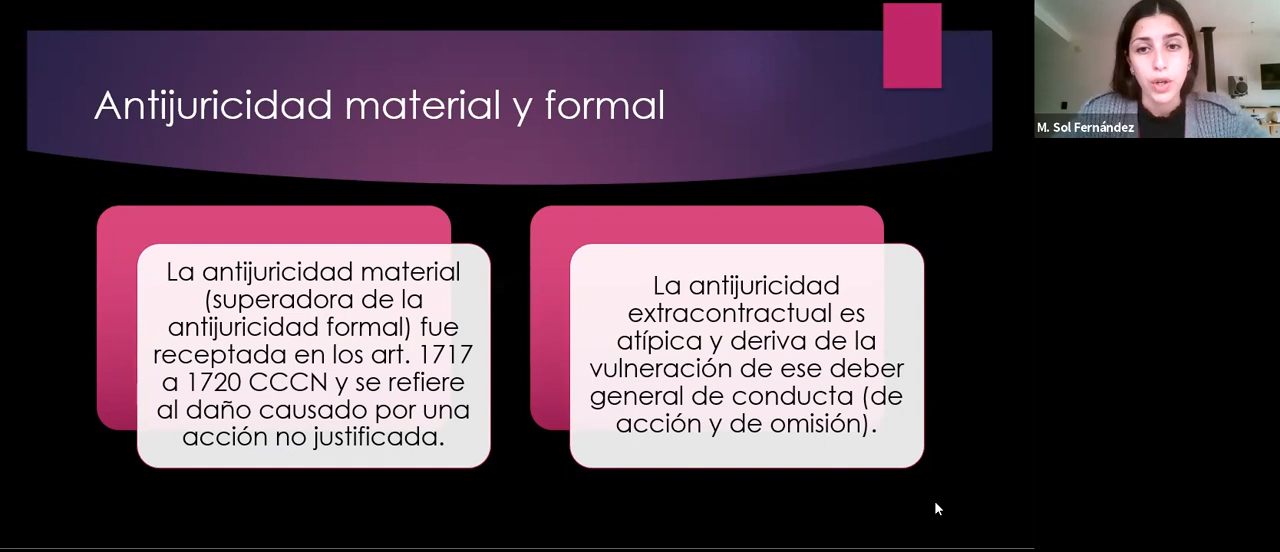 Antijuricidad material y formal
M. Sol Fernández
La antijuricidad material
(superadora de la
antijuricidad formal) fue
receptada en los art. 1717
a 1720 CCCN y se refiere
al daño causado por una
acción no justificada.
La antijuricidad
extracontractual es
atípica y deriva de la
vulneración de ese deber
general de conducta (de
acción y de omisión).